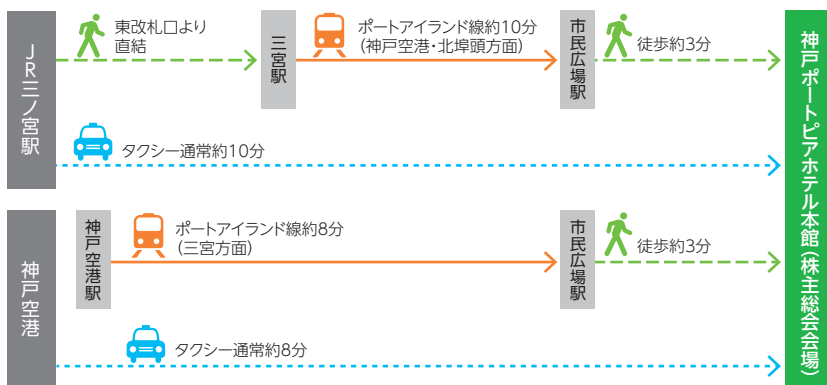 JR三ノ宮駅
東改札口より
直結
三宮駅
ポートアイランド線約10分
（神戸空港・北埠頭方面）
市民広場駅
徒歩約3分
タクシー通常約10分
神戸空港
神戸空港駅
ポートアイランド線約8分
（三宮方面）
市民広場駅
徒歩約3分
タクシー通常約8分
神戸ポートピアホテル本館（株主総会会場）